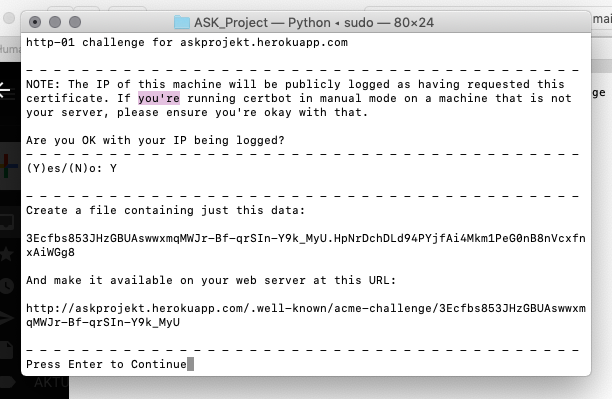 ASK_Project — Python ◂ sudo — 80×24
http-01 challenge for askprojekt.herokuapp.com
- - - - - - - - - - - - - - - - - - - - - - - - - - - - - - - - - - - - - - - -
NOTE: The IP of this machine will be publicly logged as having requested this
certificate. If you're running certbot in manual mode on a machine that is not
your server, please ensure you're okay with that.
Are you OK with your IP being logged?
- - - - - - - - - - - - - - - - - - - - - - - - - - - - - - - - - - - - - - - -
(Y)es/(N)o: Y
- - - - - - - - - - - - - - - - - - - - - - - - - - - - - - - - - - - - - - - -
Create a file containing just this data:
3Ecfbs853JHzGBUAswwxmqMWJr-Bf-qrSIn-Y9k_MyU.HpNrDchDLd94PYjfAi4Mkm1PeG0nB8nVcxfn
xAiWGg8
And make it available on your web server at this URL:
http://askprojekt.herokuapp.com/.well-known/acme-challenge/3Ecfbs853JHzGBUAswwxm
qMWJr-Bf-qrSIn-Y9k_MyU
- - - - - - - - - - - - - - - - - - - - - - - - - - - - - - - - - - - - - - - -
Press Enter to Continue
AKTU